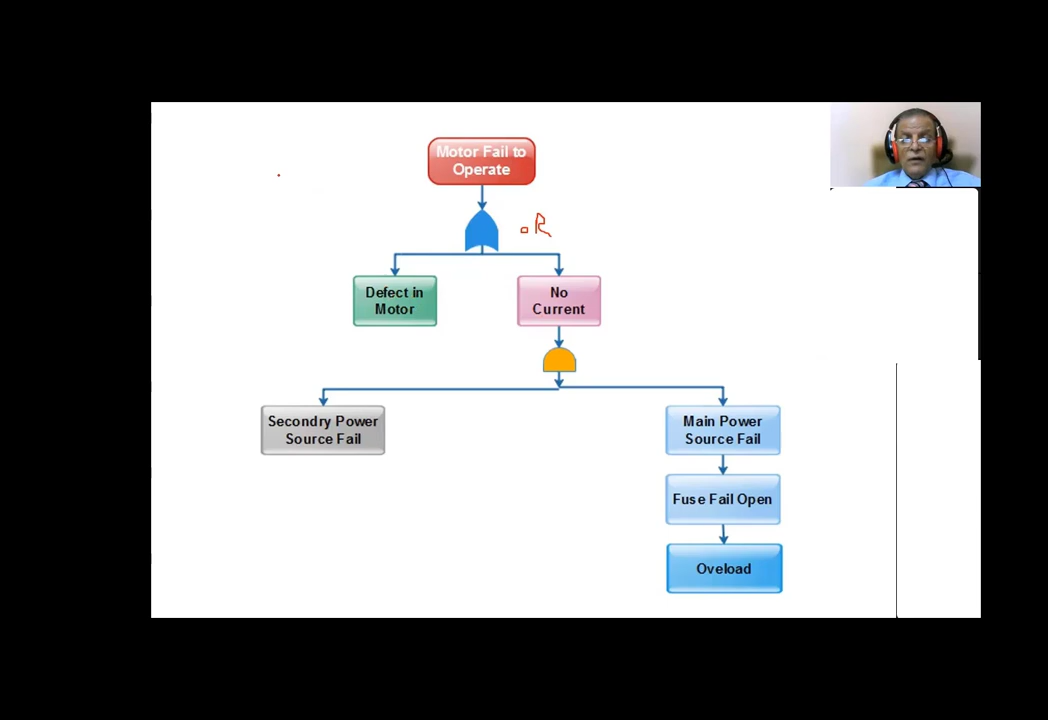 Motor Fail to
Operate
OR
Defect in
Motor
No
Current
Secondry Power
Source Fail
Main Power
Source Fail
Fuse Fail Open
Oveload